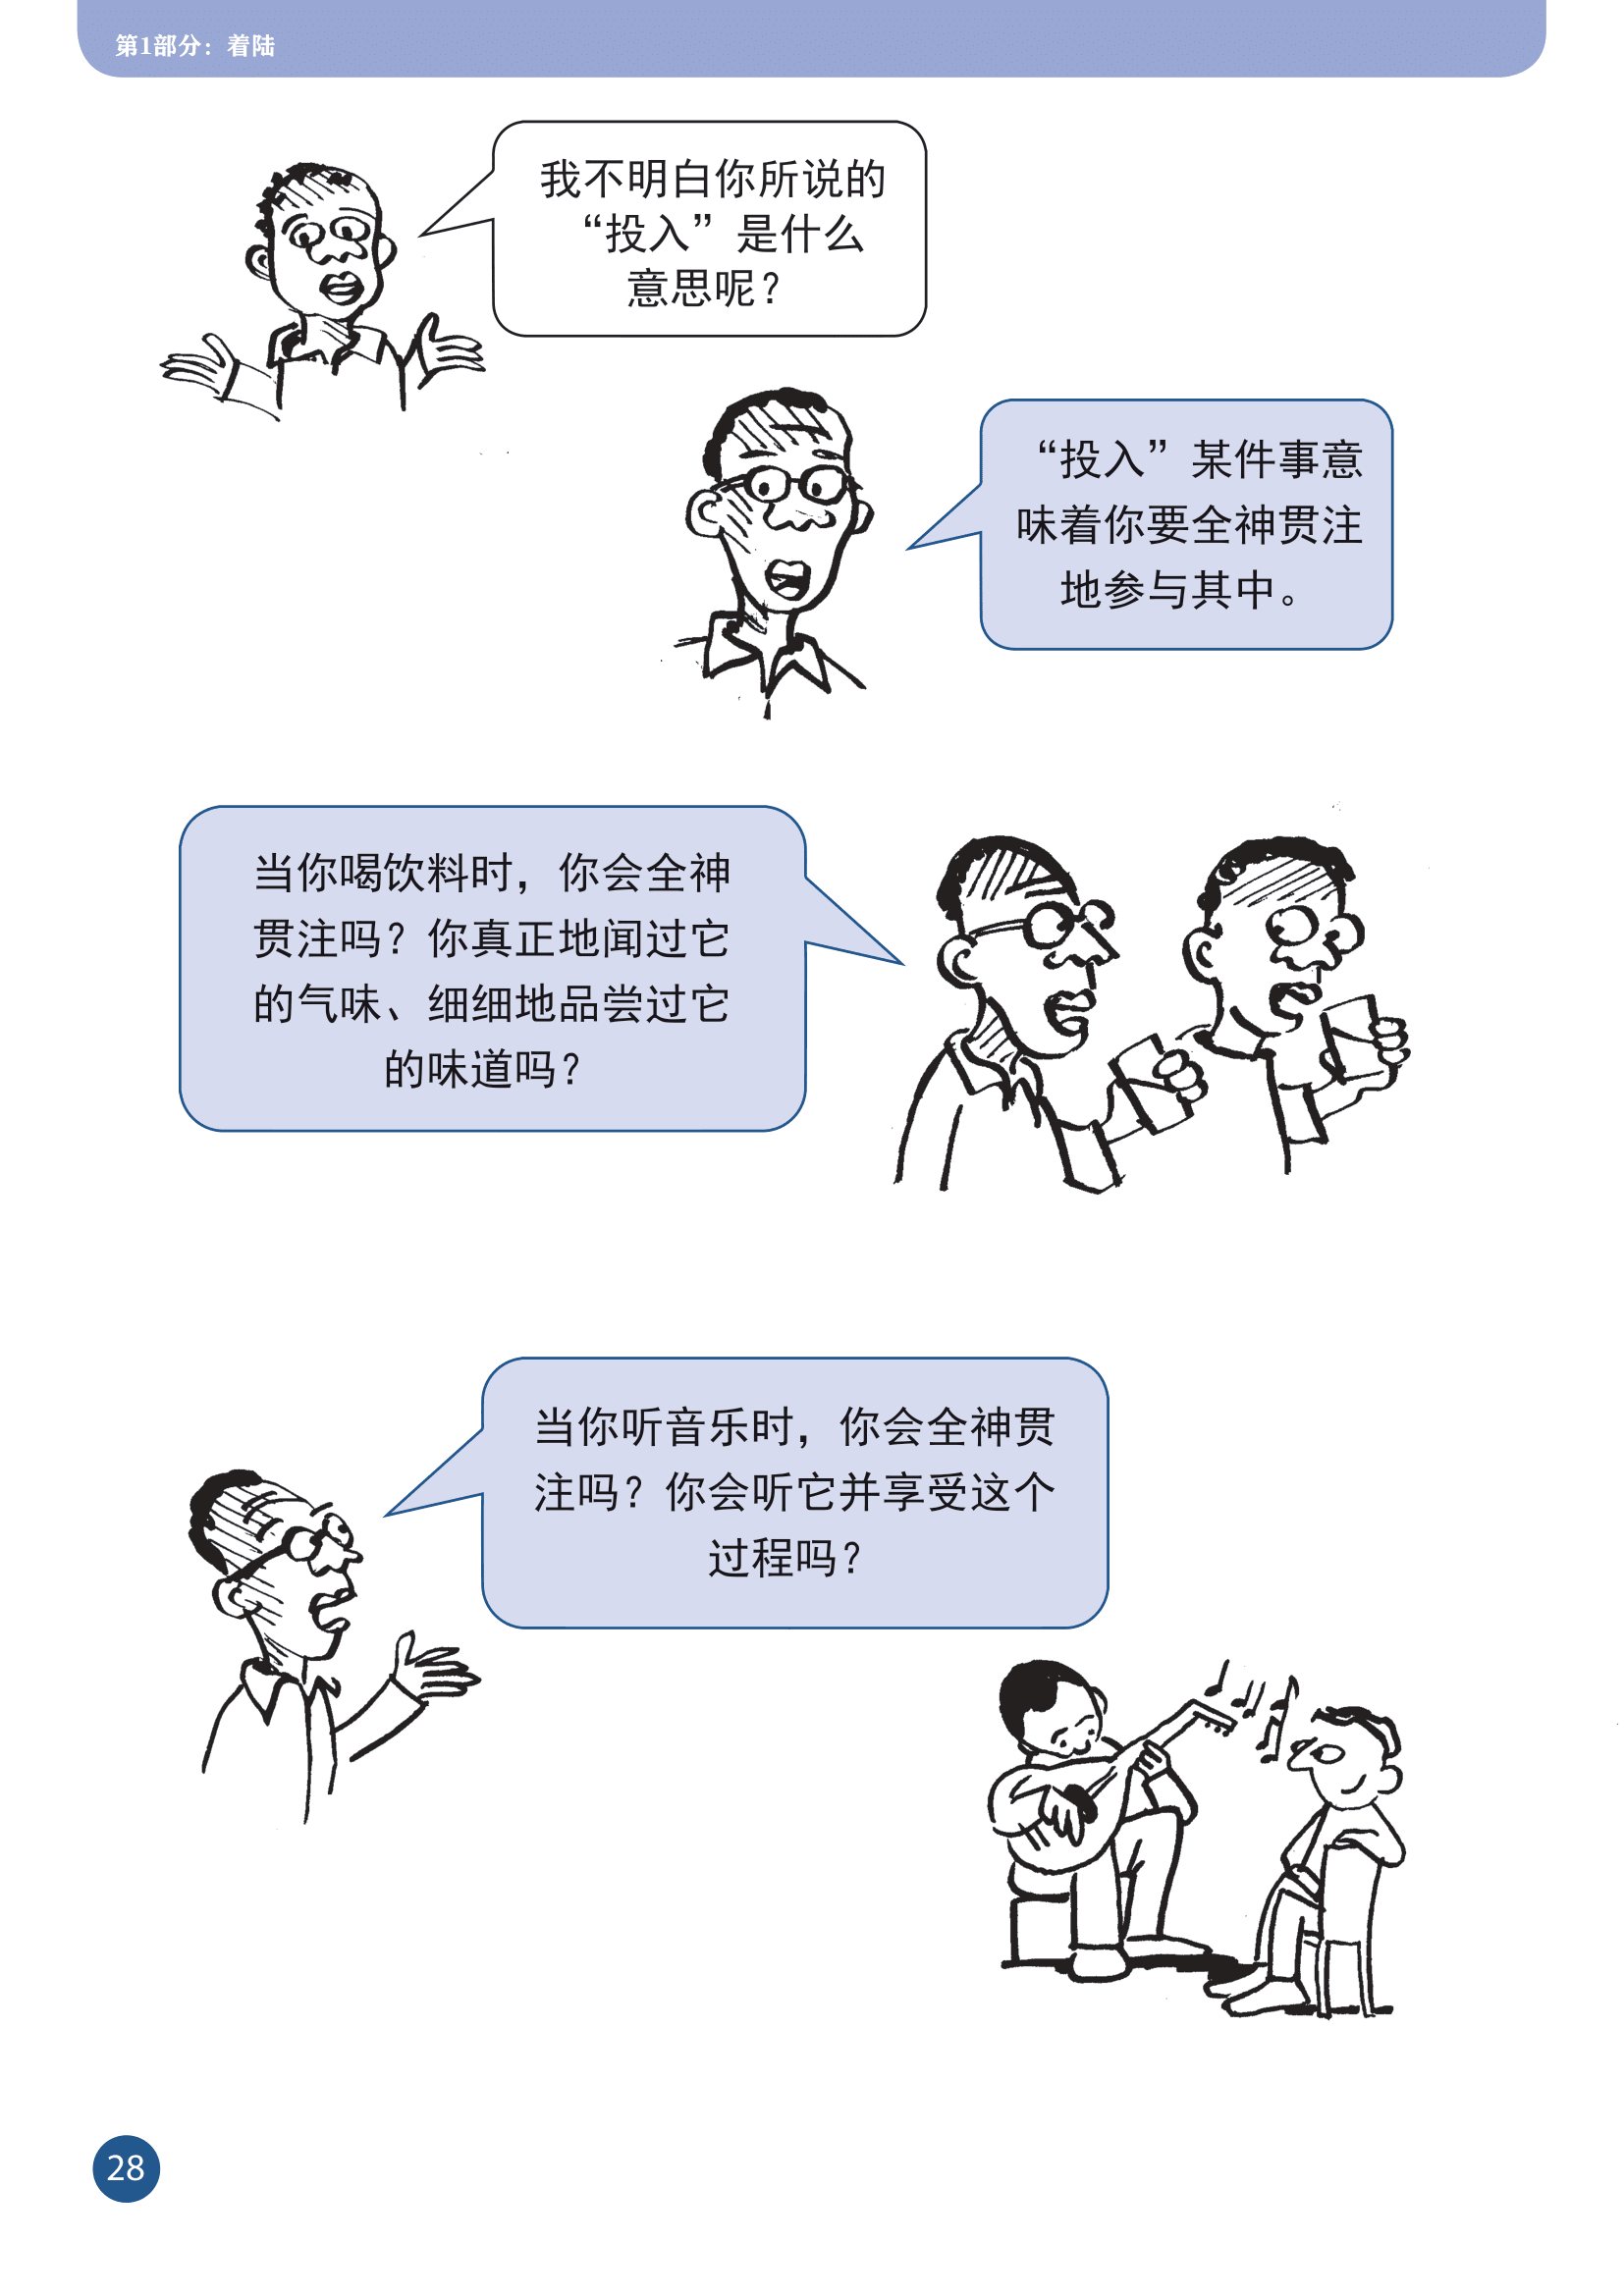 第1部分：着陆
我不明白你所说的
“投入”是什么
意思呢？
“投入”某件事意
味着你要全神贯注
地参与其中。
当你喝饮料时，你会全神
贯注吗？你真正地闻过它
的气味、细细地品尝过它
的味道吗？
当你听音乐时，你会全神贯
注吗？你会听它并享受这个
过程吗？
28